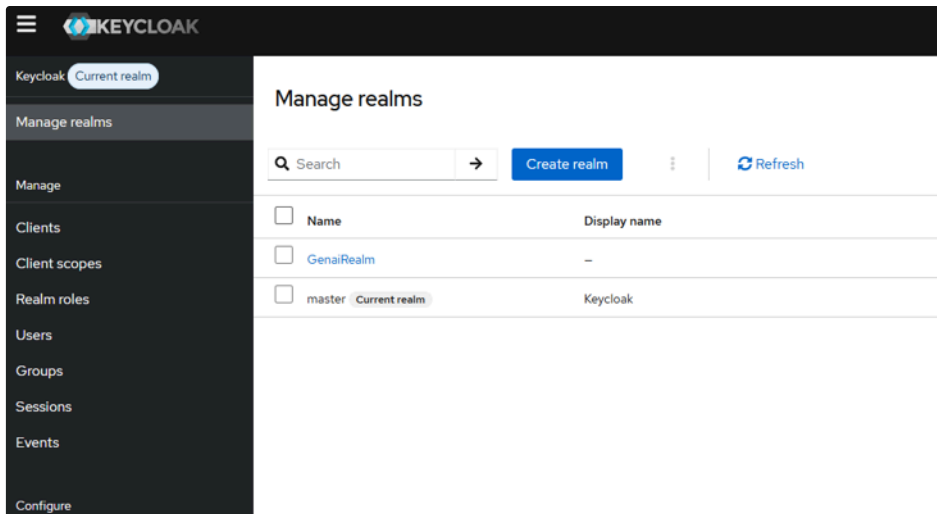 KEYCLOAK
Keycloak Current realm
Manage realms
Manage
Clients
Client scopes
Realm roles
Users
Groups
Sessions
Events
Configure
Manage realms
Search
Create realm
Refresh
Name Display name
GenaiRealm –
master Current realm Keycloak